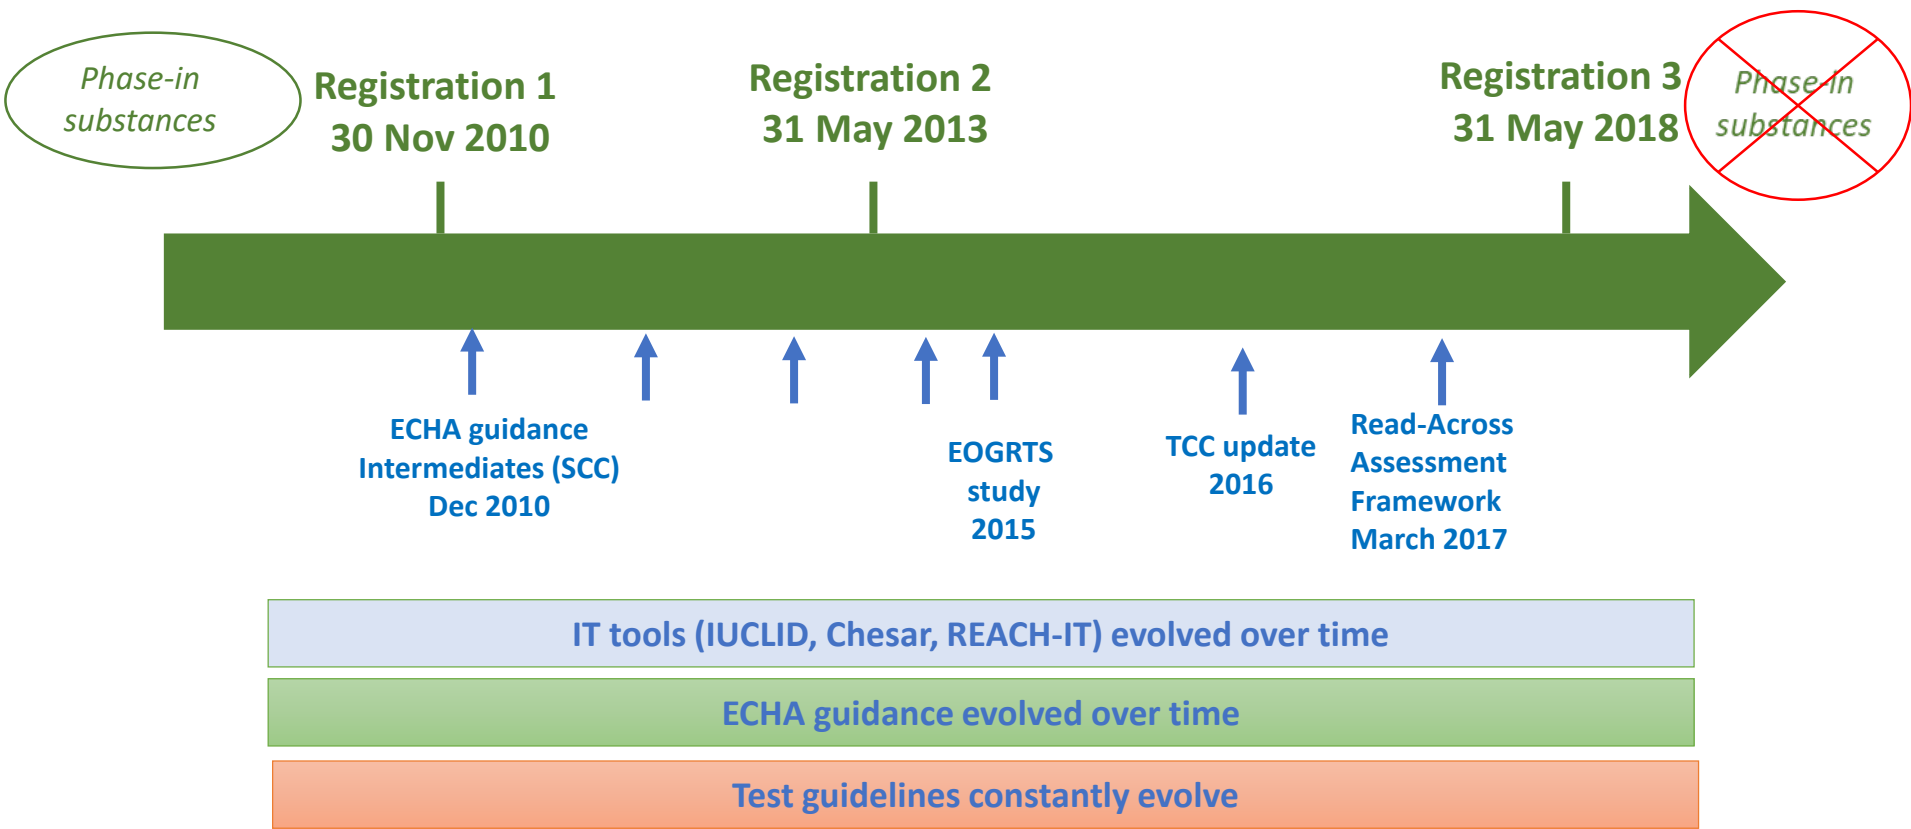 Phase-in
substances
Registration 1
30 Nov 2010
Registration 2
31 May 2013
Registration 3
31 May 2018
Phase-in
substances
ECHA guidance
Intermediates (SCC)
Dec 2010
EOGRTS
study
2015
TCC update
2016
Read-Across
Assessment
Framework
March 2017
IT tools (IUCLID, Chesar, REACH-IT) evolved over time
ECHA guidance evolved over time
Test guidelines constantly evolve